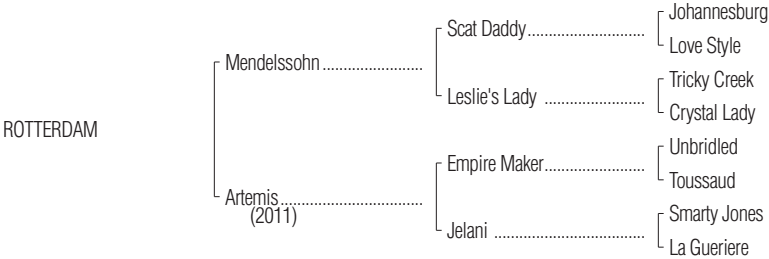 Johannesburg
Scat Daddy........................
Love Style
Mendelssohn......................
Tricky Creek
Leslie's Lady ....................
Crystal Lady
ROTTERDAM
Unbridled
Empire Maker....................
Toussaud
Artemis..............................
(2011)
Smarty Jones
Jelani ..............................
La Gueriere